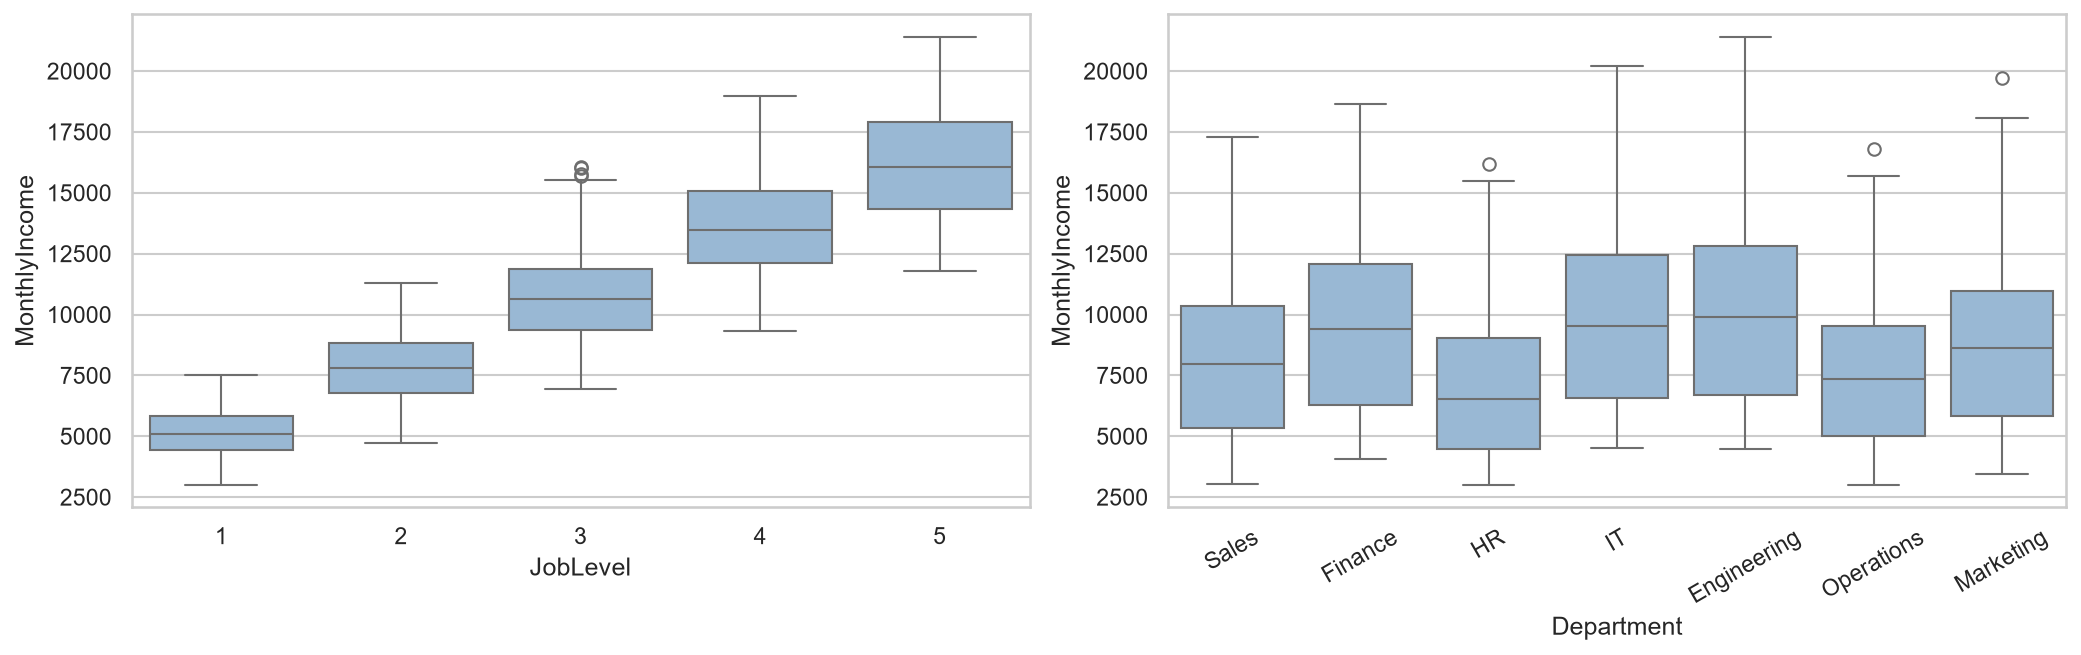 MonthlyIncome
20000
17500
15000
12500
10000
7500
5000
2500
1 2 3 4 5
JobLevel
MonthlyIncome
20000
17500
15000
12500
10000
7500
5000
2500
Sales Finance HR IT Engineering Operations Marketing
Department